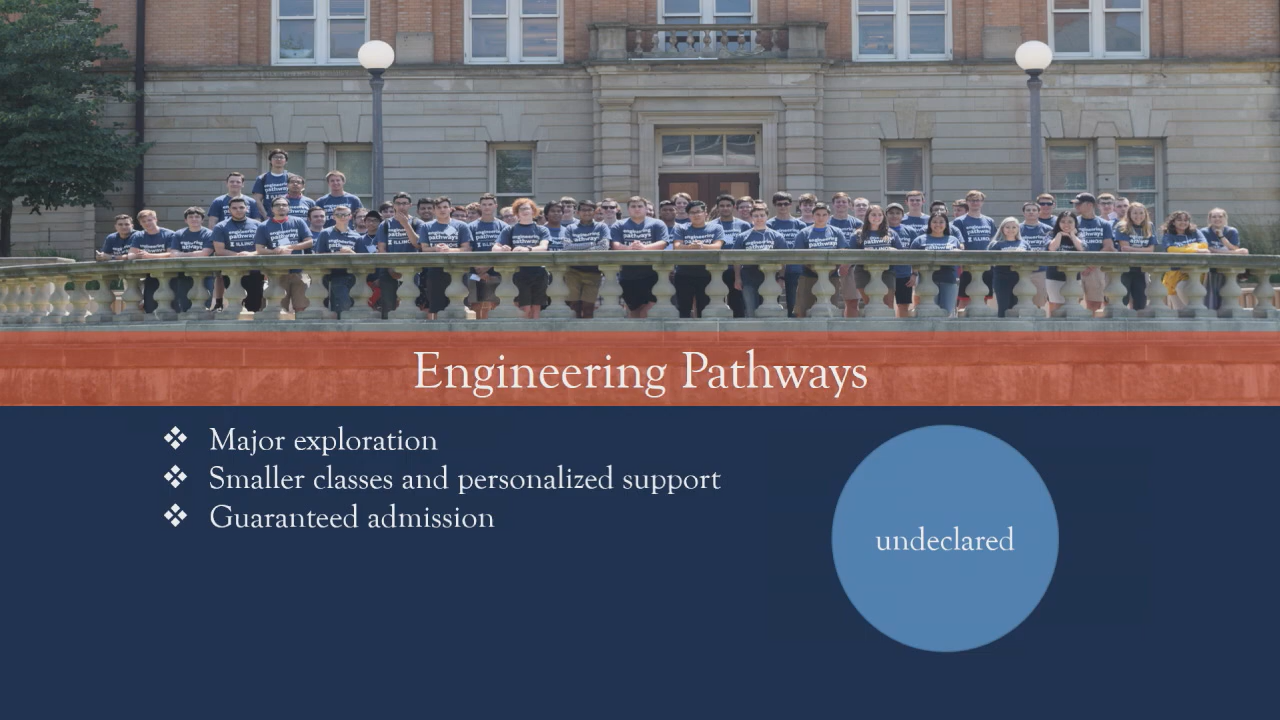 Engineering Pathways
❖ Major exploration
❖ Smaller classes and personalized support
❖ Guaranteed admission
undeclared